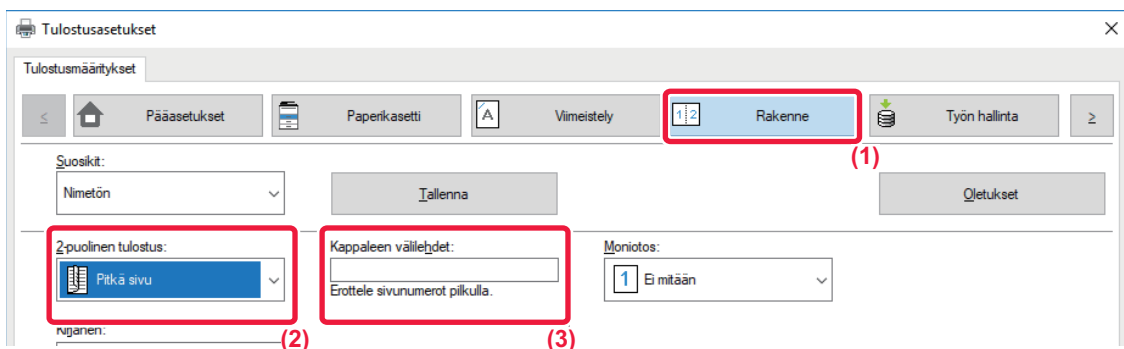 Tulostusasetukset
Tulostusmääritykset
< Pääasetukset Paperikasetti A Viimeistely 1 2 Rakenne Työn hallinta >
(1)
Suosikit:
Nimetön Tallenna Oletukset
2-puolinen tulostus: Kappaleen välilehdet: Moniotos:
Pitkä sivu 1 Ei mitään
Erottele sivunumerot pilkulla.
Kirjanen:
(2) (3)